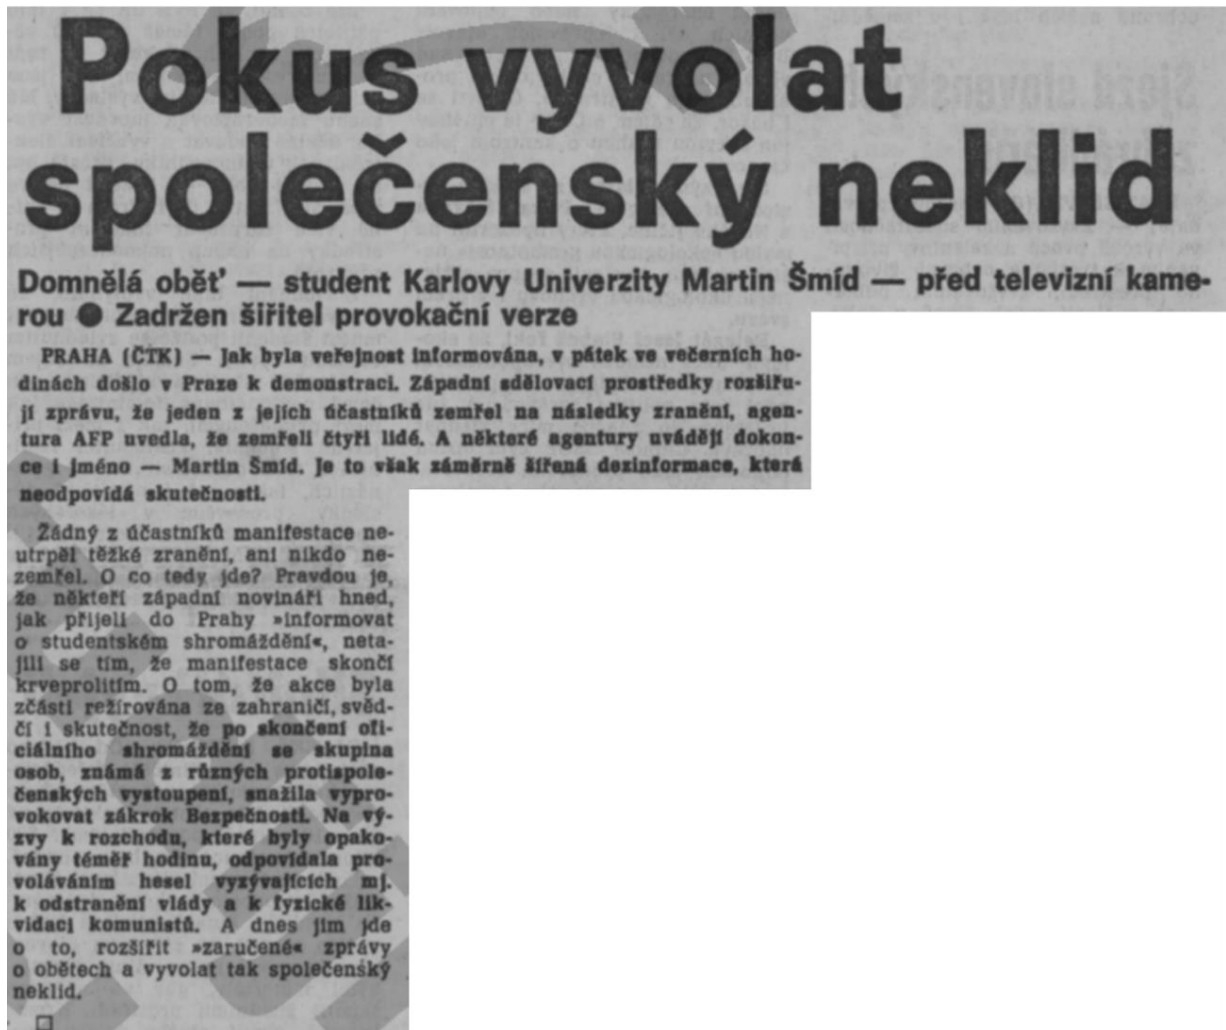 Pokus vyvolat
společenský neklid
Domnělá oběť — student Karlovy Univerzity Martin Šmíd — před televizní kame-
rou ● Zadržen šiřitel provokační verze
PRAHA (ČTK) — Jak byla veřejnost informována, v pátek ve večerních ho-
dinách došlo v Praze k demonstraci. Západní sdělovací prostředky rozšiřu-
jí zprávu, že jeden z jejích účastníků zemřel na následky zranění, agen-
tura AFP uvedla, že zemřeli čtyři lidé. A některé agentury uvádějí dokon-
ce i jméno — Martin Šmíd. Je to však záměrně šířená dezinformace, která
neodpovídá skutečnosti.
Žádný z účastníků manifestace ne-
utrpěl těžké zranění, ani nikdo ne-
zemřel. O co tedy jde? Pravdou je,
že někteří západní novináři hned,
jak přijeli do Prahy »informovat
o studentském shromáždění«, neta-
jili se tím, že manifestace skončí
krveprolitím. O tom, že akce byla
zčásti režírována ze zahraničí, svěd-
čí i skutečnost, že po skončení ofi-
ciálního shromáždění se skupina
osob, známá z různých protispole-
čenských vystoupení, snažila vypro-
vokovat zákrok Bezpečnosti. Na vý-
zvy k rozchodu, které byly opako-
vány téměř hodinu, odpovídala pro-
voláváním hesel vyzývajících mj.
k odstranění vlády a k fyzické lik-
vidaci komunistů. A dnes jim jde
o to, rozšířit »zaručené« zprávy
o obětech a vyvolat tak společenský
neklid.